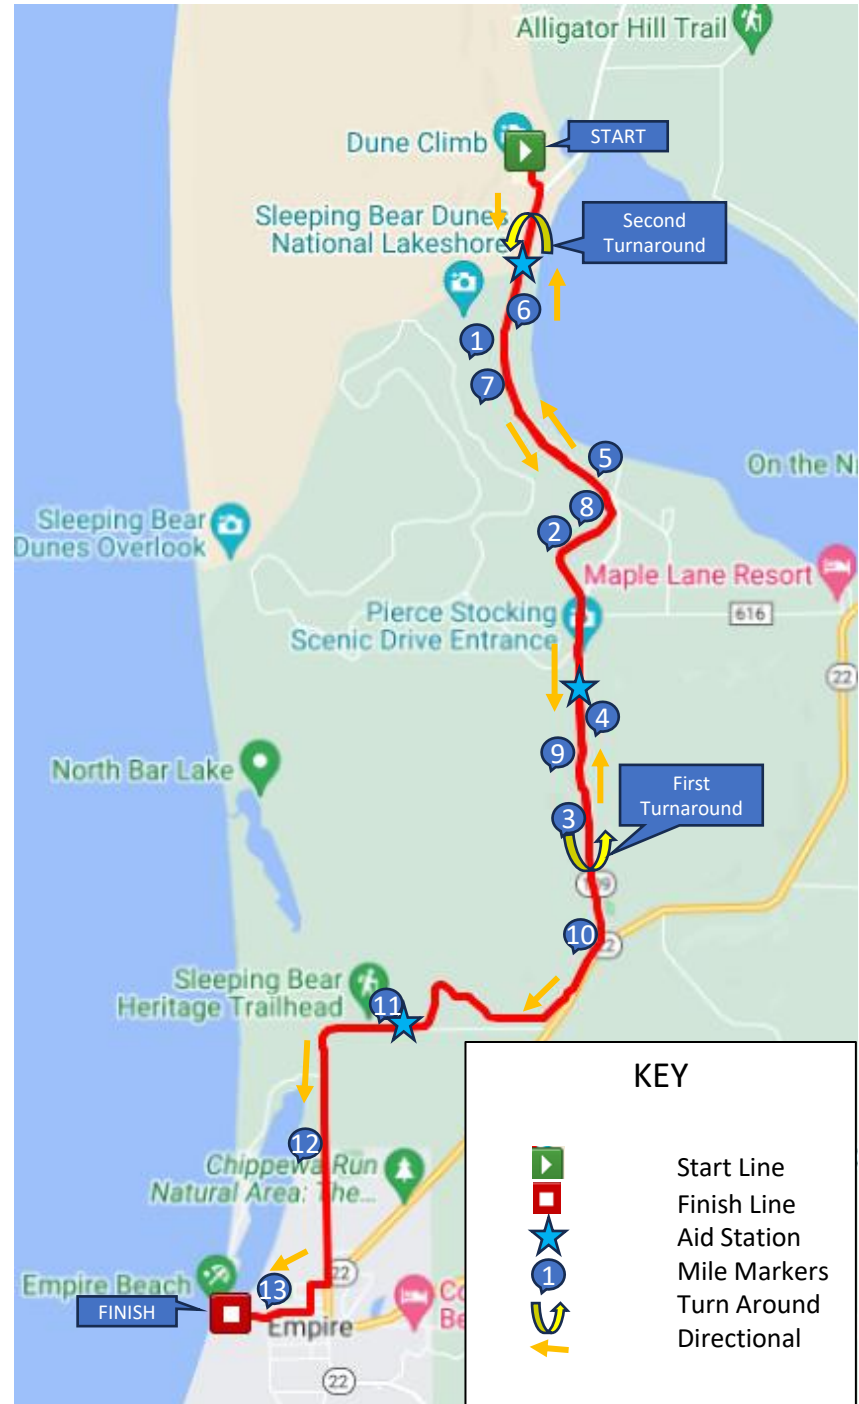 Alligator Hill Trail
Dune Climb
START
Sleeping Bear Dunes
National Lakeshore
Second
Turnaround
6
1
7
5
On the N
8
2
Sleeping Bear
Dunes Overlook
Maple Lane Resort
616
Pierce Stocking
Scenic Drive Entrance
22
4
9
North Bar Lake
First
Turnaround
3
109
10
22
Sleeping Bear
Heritage Trailhead
11
12
Chippewa Run
Natural Area: The...
Empire Beach
13
22
FINISH
Empire
Co
Be
22
KEY
Start Line
Finish Line
Aid Station
1
Mile Markers
Turn Around
Directional